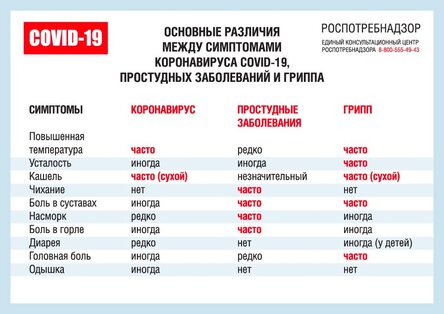 COVID-19
ОСНОВНЫЕ РАЗЛИЧИЯ
МЕЖДУ СИМПТОМАМИ
КОРОНАВИРУСА COVID-19,
ПРОСТУДНЫХ ЗАБОЛЕВАНИЙ И ГРИППА
РОСПОТРЕБНАДЗОР
ЕДИНЫЙ КОНСУЛЬТАЦИОННЫЙ ЦЕНТР
РОСПОТРЕБНАДЗОРА 8-800-555-49-43
СИМПТОМЫ КОРОНАВИРУС ПРОСТУДНЫЕ ГРИПП
ЗАБОЛЕВАНИЯ
Повышенная
температура часто редко часто
Усталость иногда иногда часто
Кашель часто (сухой) незначительный часто (сухой)
Чихание нет часто нет
Боль в суставах иногда часто часто
Насморк редко часто иногда
Боль в горле иногда часто иногда
Диарея редко нет иногда (у детей)
Головная боль иногда редко часто
Одышка иногда нет нет